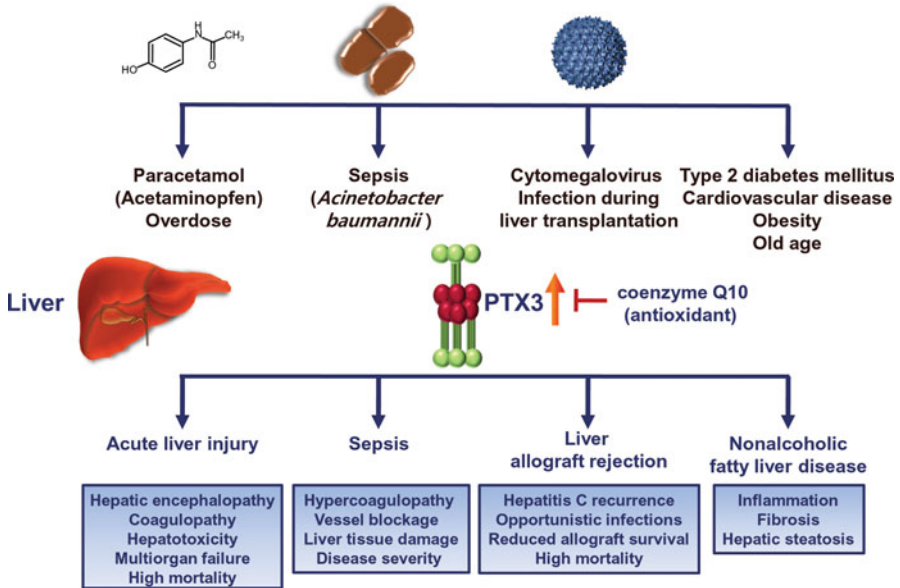 H
N
CH₃
HO
O
Paracetamol
(Acetaminopfen)
Overdose
Sepsis
(Acinetobacter
baumannii )
Cytomegalovirus
Infection during
liver transplantation
Type 2 diabetes mellitus
Cardiovascular disease
Obesity
Old age
Liver
PTX3
coenzyme Q10
(antioxidant)
Acute liver injury
Hepatic encephalopathy
Coagulopathy
Hepatotoxicity
Multiorgan failure
High mortality
Sepsis
Hypercoagulopathy
Vessel blockage
Liver tissue damage
Disease severity
Liver
allograft rejection
Hepatitis C recurrence
Opportunistic infections
Reduced allograft survival
High mortality
Nonalcoholic
fatty liver disease
Inflammation
Fibrosis
Hepatic steatosis